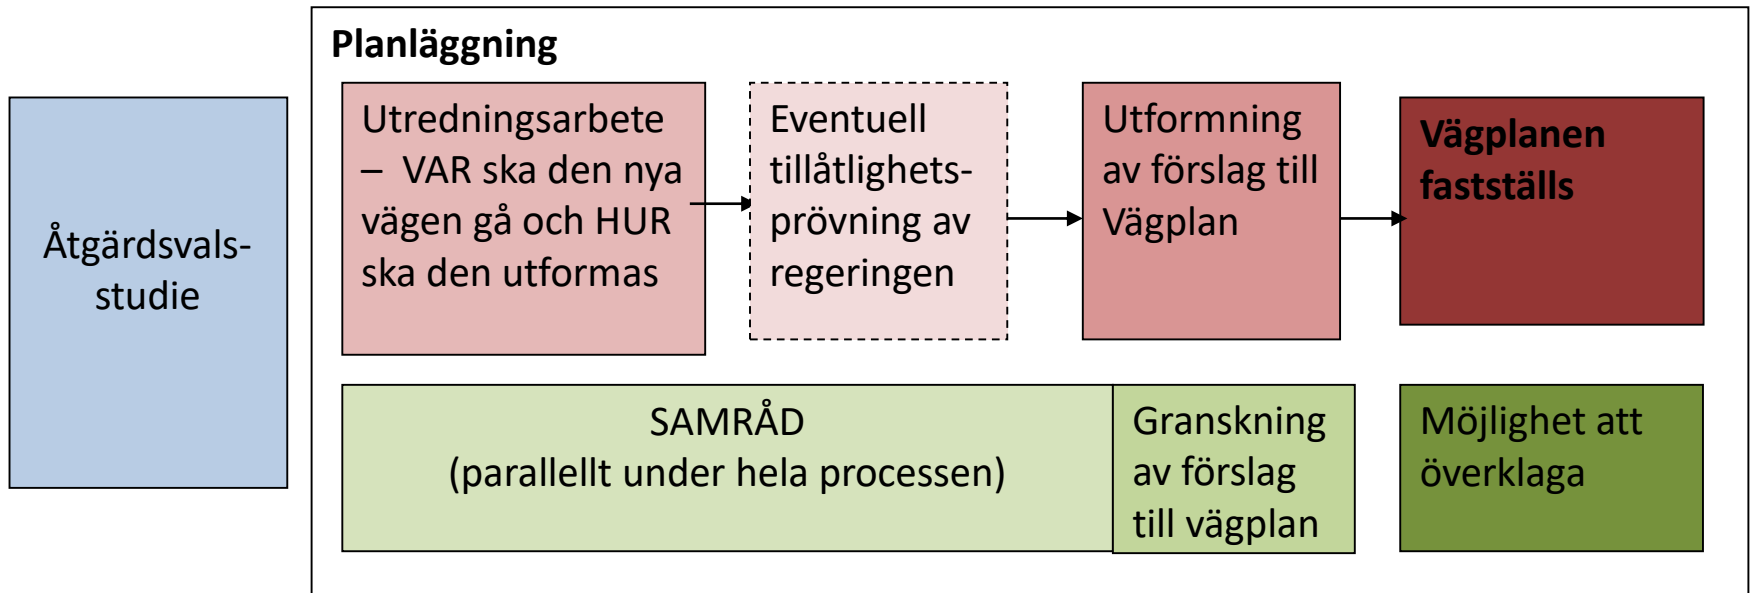 Planläggning
Åtgärdsvals-
studie
Utredningsarbete
– VAR ska den nya
vägen gå och HUR
ska den utformas
Eventuell
tillåtlighets-
prövning av
regeringen
Utformning
av förslag till
Vägplan
Vägplanen
fastställs
SAMRÅD
(parallellt under hela processen)
Granskning
av förslag
till vägplan
Möjlighet att
överklaga